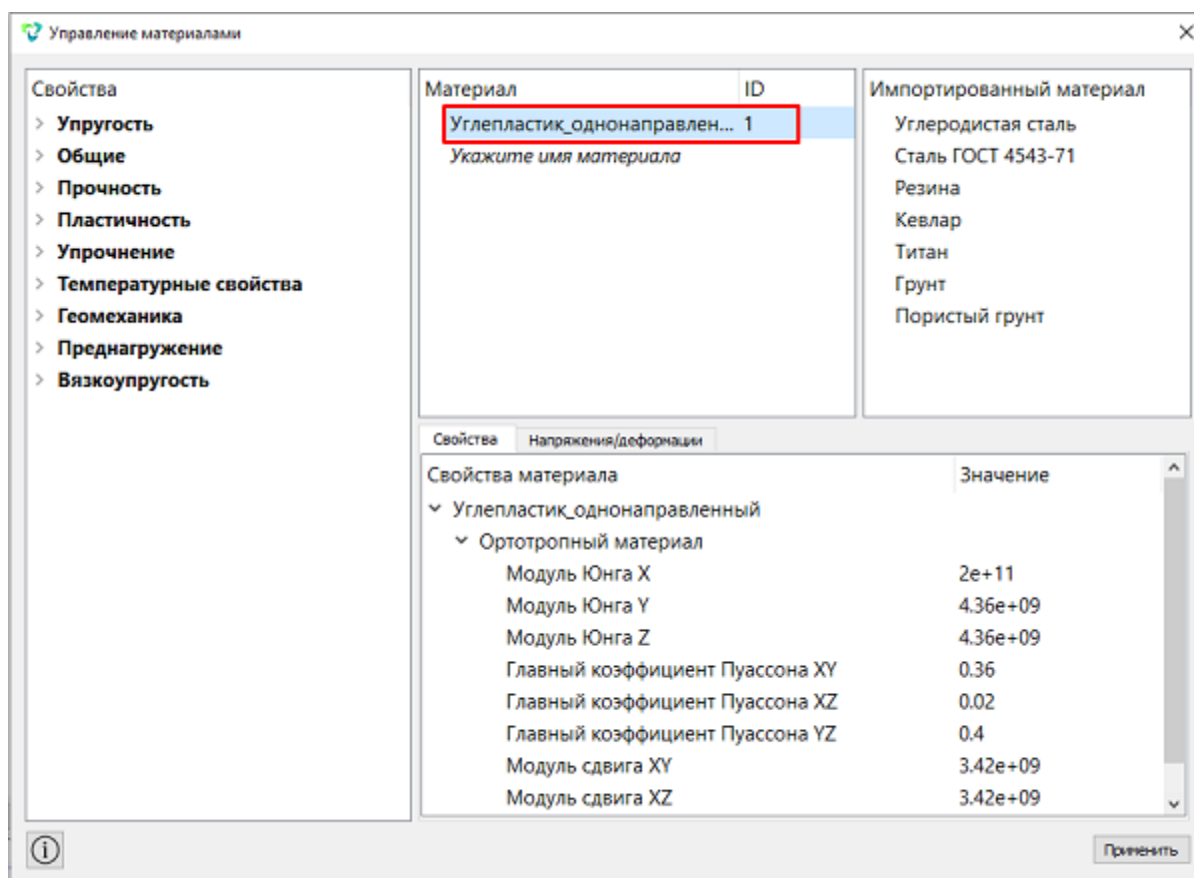 Управление материалами
Свойства
Упругость
Общие
Прочность
Пластичность
Упрочнение
Температурные свойства
Геомеханика
Преднагружение
Вязкоупругость
Материал ID
Углепластик_однонаправлен... 1
Укажите имя материала
Импортированный материал
Углеродистая сталь
Сталь ГОСТ 4543-71
Резина
Кевлар
Титан
Грунт
Пористый грунт
Свойства Напряжения/деформации
Свойства материала Значение
Углепластик_однонаправленный
Ортотропный материал
Модуль Юнга X 2e+11
Модуль Юнга Y 4.36e+09
Модуль Юнга Z 4.36e+09
Главный коэффициент Пуассона XY 0.36
Главный коэффициент Пуассона XZ 0.02
Главный коэффициент Пуассона YZ 0.4
Модуль сдвига XY 3.42e+09
Модуль сдвига XZ 3.42e+09
Применить